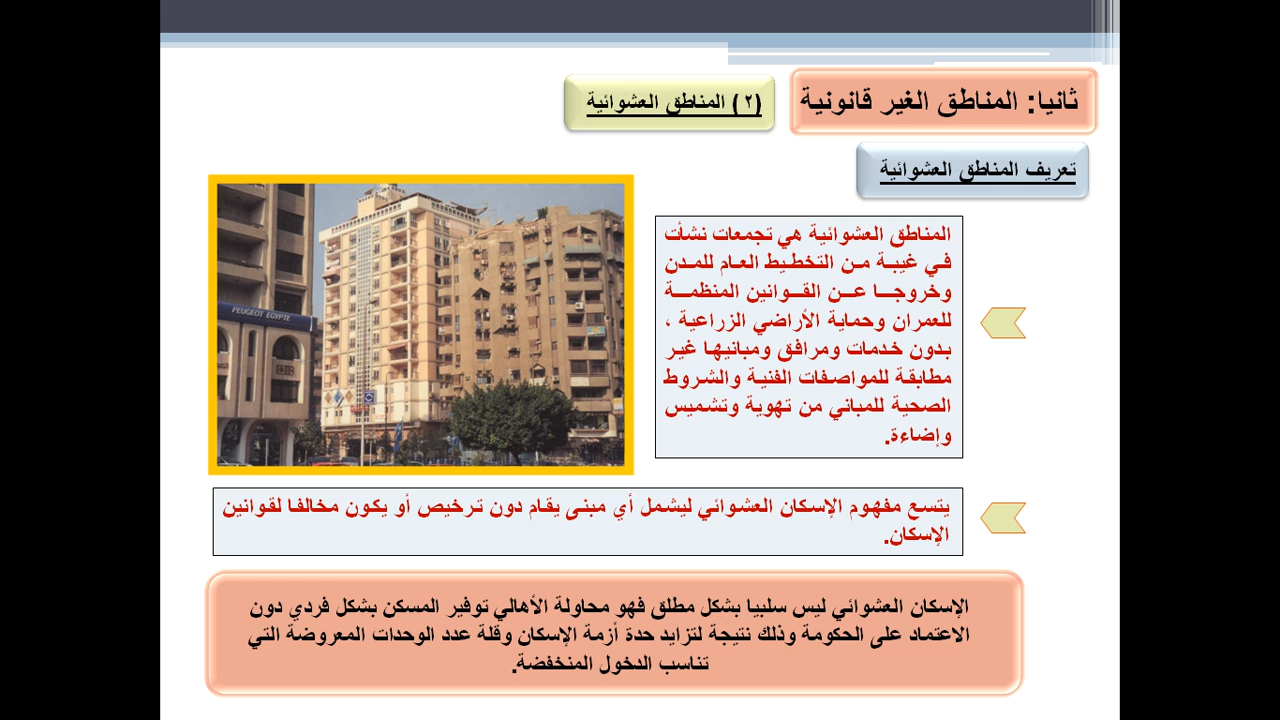 ثانيا: المناطق الغير قانونية
(٢) المناطق العشوائية
تعريف المناطق العشوائية
المناطق العشوائية هي تجمعات نشأت
في غيبة من التخطيط العام للمدن
وخروجا عن القوانين المنظمة
للعمران وحماية الأراضي الزراعية ،
بدون خدمات ومرافق ومبانيها غير
مطابقة للمواصفات الفنية والشروط
الصحية للمباني من تهوية وتشميس
وإضاءة.
PEUGEOT EGYPTE
يتسع مفهوم الإسكان العشوائي ليشمل أي مبنى يقام دون ترخيص أو يكون مخالفا لقوانين
الإسكان.
الإسكان العشوائي ليس سلبيا بشكل مطلق فهو محاولة الأهالي توفير المسكن بشكل فردي دون
الاعتماد على الحكومة وذلك نتيجة لتزايد حدة أزمة الإسكان وقلة عدد الوحدات المعروضة التي
تناسب الدخول المنخفضة.